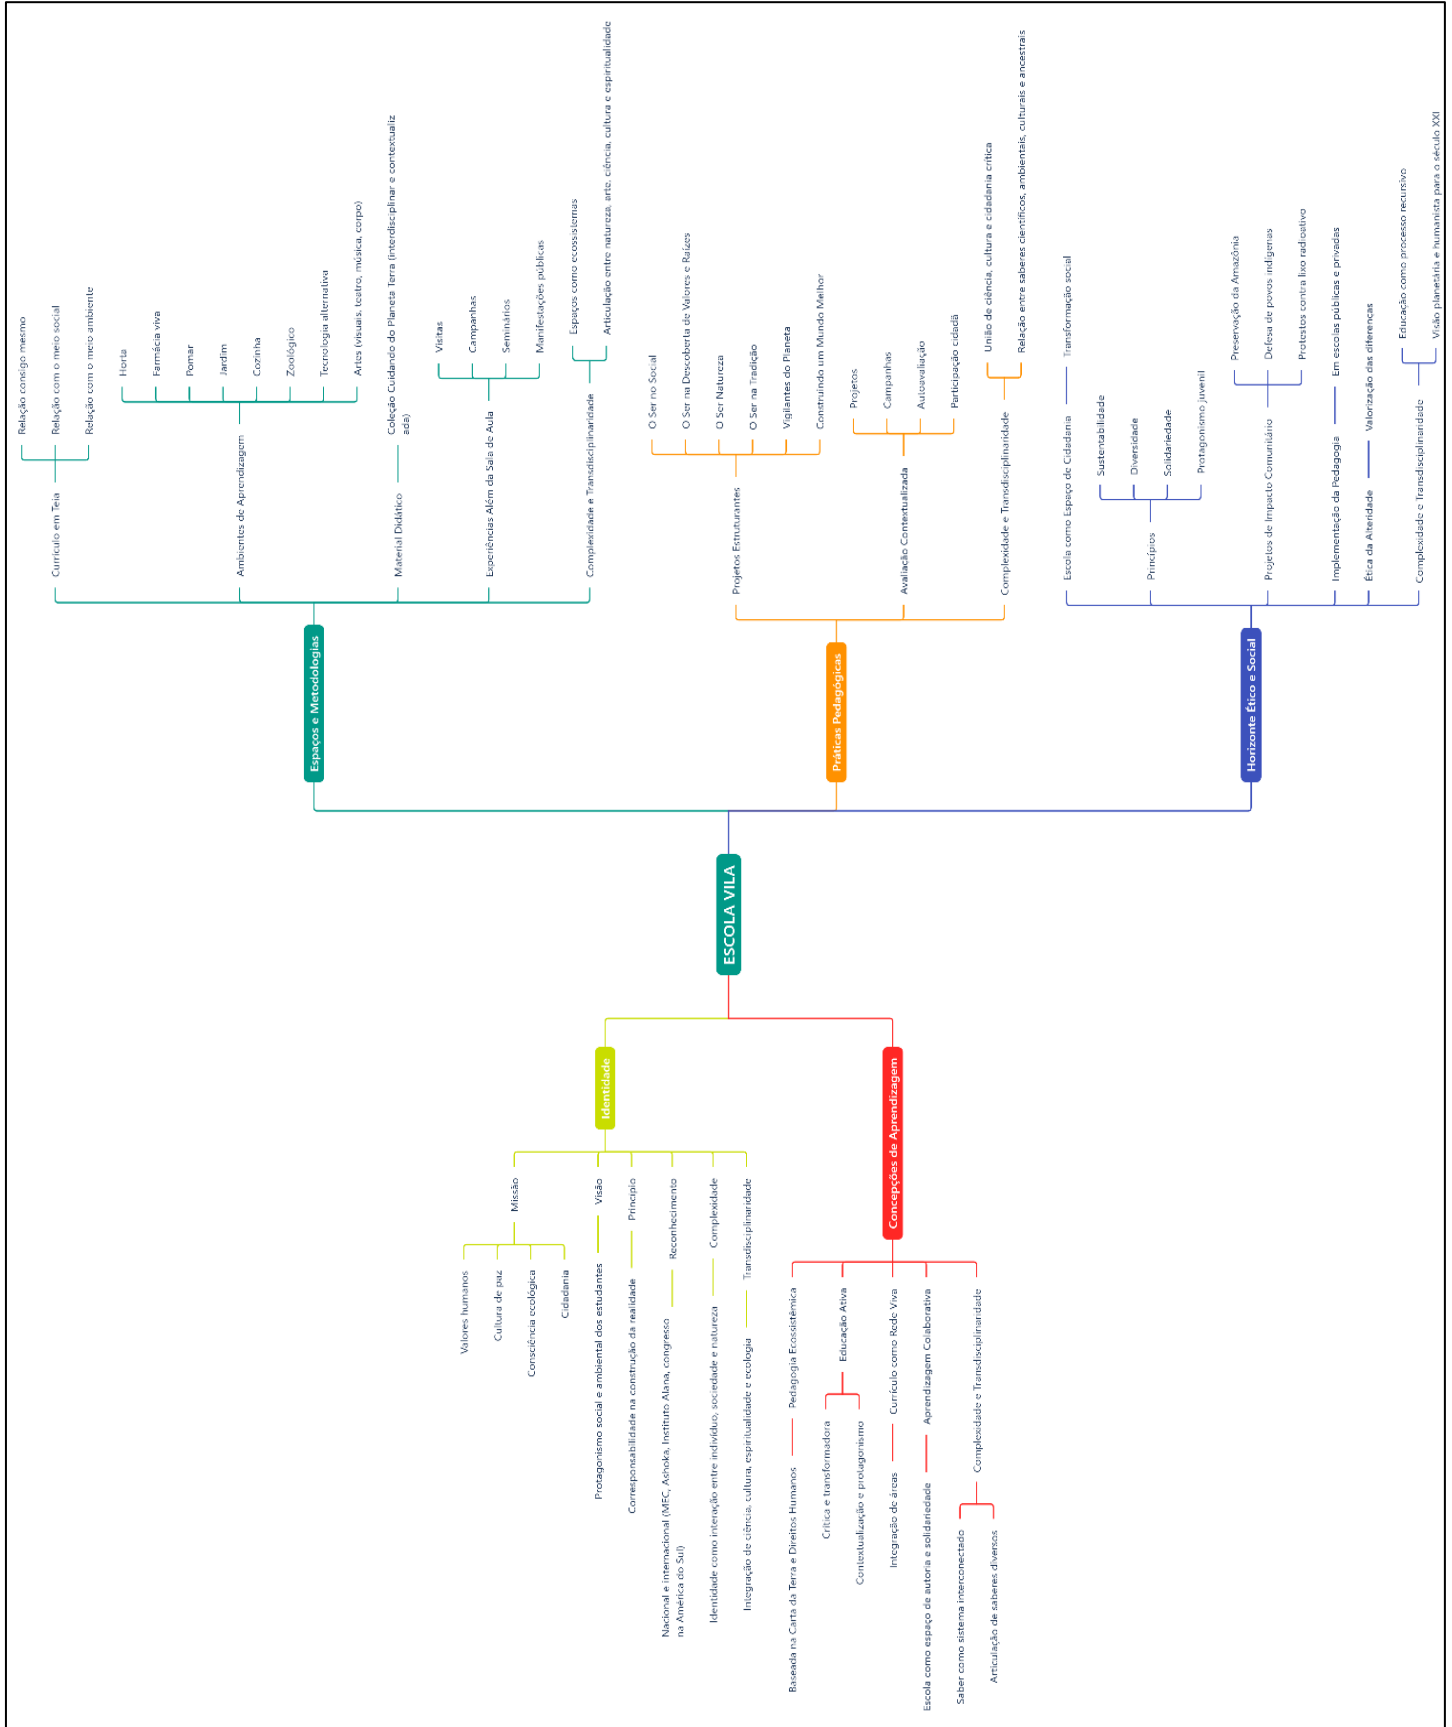 ESCOLA VILA
Identidade
Missão
Valores humanos
Cultura de paz
Consciência ecológica
Cidadania
Visão
Protagonismo social e ambiental dos estudantes
Princípio
Corresponsabilidade na construção da realidade
Reconhecimento
Nacional e internacional (MEC, Ashoka, Instituto Alana, congresso
na América do Sul)
Complexidade
Identidade como interação entre indivíduo, sociedade e natureza
Transdisciplinaridade
Integração de ciência, cultura, espiritualidade e ecologia
Concepções de Aprendizagem
Pedagogia Ecossistêmica
Baseada na Carta da Terra e Direitos Humanos
Educação Ativa
Crítica e transformadora
Contextualização e protagonismo
Currículo como Rede Viva
Integração de áreas
Aprendizagem Colaborativa
Escola como espaço de autoria e solidariedade
Complexidade e Transdisciplinaridade
Saber como sistema interconectado
Articulação de saberes diversos
Espaços e Metodologias
Currículo em Teia
Relação consigo mesmo
Relação com o meio social
Relação com o meio ambiente
Ambientes de Aprendizagem
Horta
Farmácia viva
Pomar
Jardim
Cozinha
Zoológico
Tecnologia alternativa
Artes (visuais, teatro, música, corpo)
Material Didático
Coleção Cuidando do Planeta Terra (interdisciplinar e contextualiz
ada)
Experiências Além da Sala de Aula
Visitas
Campanhas
Seminários
Manifestações públicas
Complexidade e Transdisciplinaridade
Espaços como ecossistemas
Articulação entre natureza, arte, ciência, cultura e espiritualidade
Práticas Pedagógicas
Projetos Estruturantes
O Ser no Social
O Ser na Descoberta de Valores e Raízes
O Ser Natureza
O Ser na Tradição
Vigilantes do Planeta
Construindo um Mundo Melhor
Avaliação Contextualizada
Projetos
Campanhas
Autoavaliação
Participação cidadã
Complexidade e Transdisciplinaridade
União de ciência, cultura e cidadania crítica
Relação entre saberes científicos, ambientais, culturais e ancestrais
Horizonte Ético e Social
Escola como Espaço de Cidadania
Transformação social
Princípios
Sustentabilidade
Diversidade
Solidariedade
Protagonismo juvenil
Projetos de Impacto Comunitário
Preservação da Amazônia
Defesa de povos indígenas
Protestos contra lixo radioativo
Implementação da Pedagogia
Em escolas públicas e privadas
Ética da Alteridade
Valorização das diferenças
Complexidade e Transdisciplinaridade
Educação como processo recursivo
Visão planetária e humanista para o século XXI